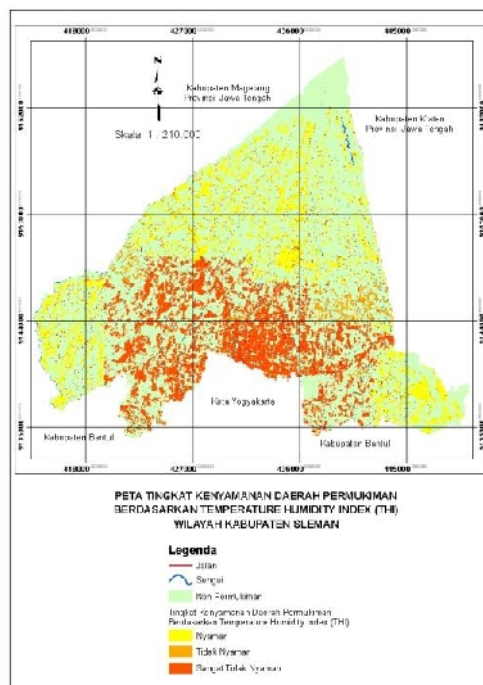 418000 427000 436000 445000
N
Kabupaten Magelang
Provinsi Jawa Tengah
Kabupaten Klaten
Provinsi Jawa Tengah
Skala 1 : 210.000
Kota Yogyakarta
Kabupaten Bantul
Kabupaten Bantul
418000 427000 436000 445000
PETA TINGKAT KENYAMANAN DAERAH PERMUKIMAN
BERDASARKAN TEMPERATURE HUMIDITY INDEX (THI)
WILAYAH KABUPATEN SLEMAN
Legenda
Jalan
Sungai
Non Permukiman
Tingkat Kenyamanan Daerah Permukiman
Berdasarkan Temperature Humidity Index (THI)
Nyaman
Tidak Nyaman
Sangat Tidak Nyaman